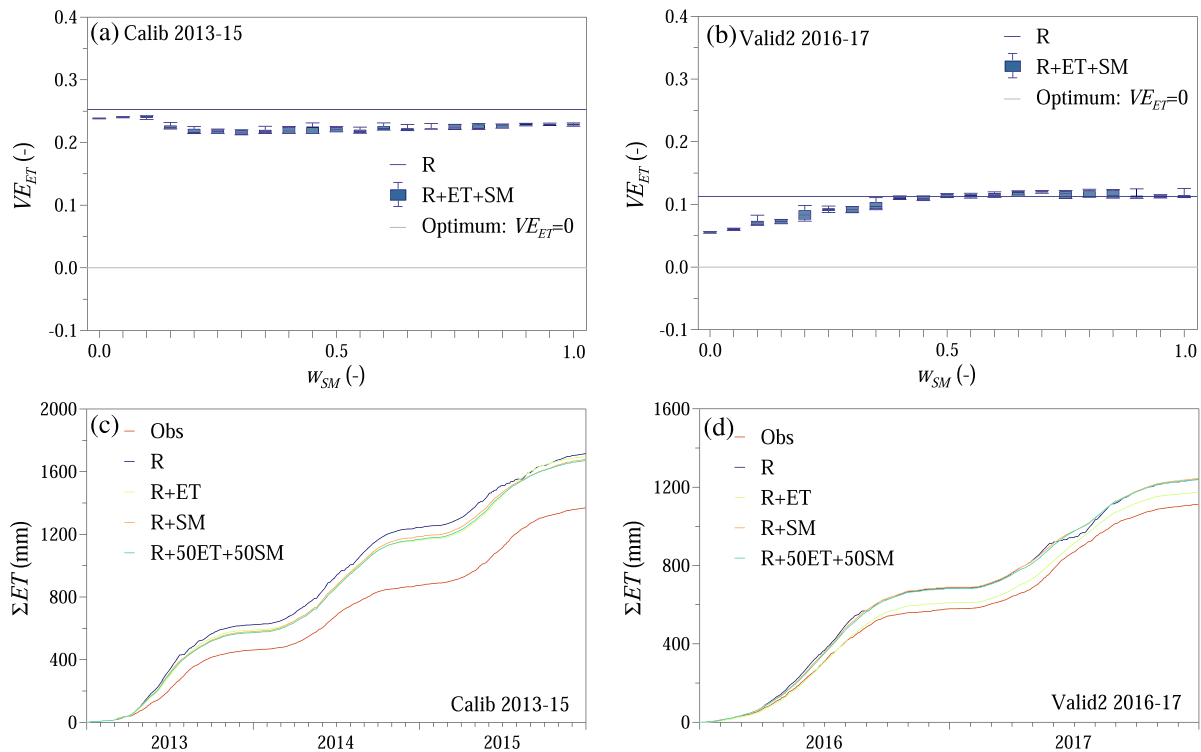 (a) Calib 2013-15
VE_ET (-)
0.4
0.3
0.2
0.1
0.0
-0.1
R
R+ET+SM
Optimum: VE_ET=0
0.0
0.5
1.0
w_SM (-)
(b) Valid2 2016-17
VE_ET (-)
0.4
0.3
0.2
0.1
0.0
-0.1
R
R+ET+SM
Optimum: VE_ET=0
0.0
0.5
1.0
w_SM (-)
(c)
ΣET (mm)
2000
1600
1200
800
400
0
Obs
R
R+ET
R+SM
R+50ET+50SM
Calib 2013-15
2013
2014
2015
(d)
ΣET (mm)
1600
1200
800
400
0
Obs
R
R+ET
R+SM
R+50ET+50SM
Valid2 2016-17
2016
2017